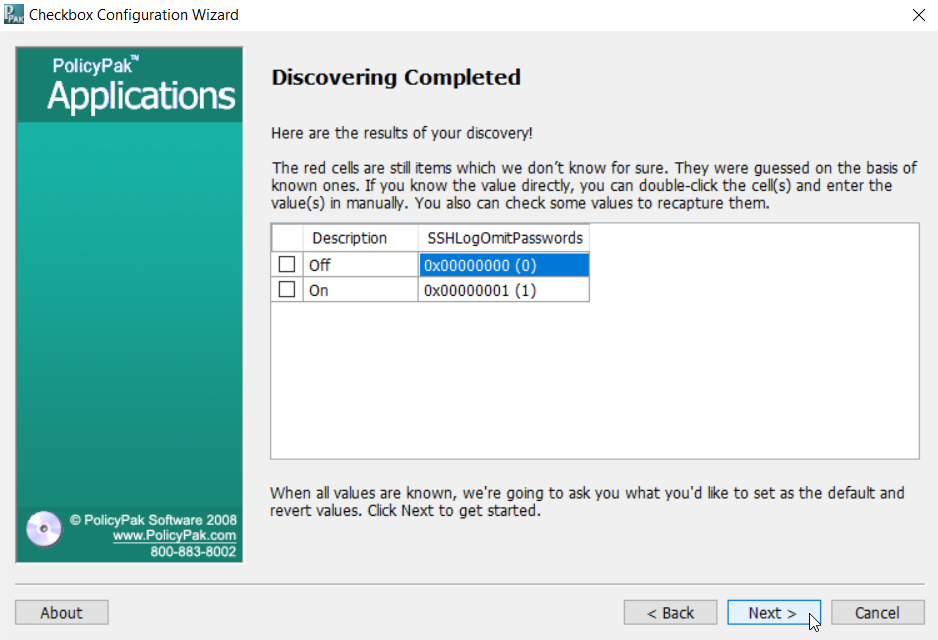 Checkbox Configuration Wizard
PolicyPak™
Applications
Discovering Completed
Here are the results of your discovery!
The red cells are still items which we don’t know for sure. They were guessed on the basis of
known ones. If you know the value directly, you can double-click the cell(s) and enter the
value(s) in manually. You also can check some values to recapture them.
Description SSHLogOmitPasswords
Off 0x00000000 (0)
On 0x00000001 (1)
When all values are known, we're going to ask you what you'd like to set as the default and
revert values. Click Next to get started.
© PolicyPak Software 2008
www.PolicyPak.com
800-883-8002
About < Back Next > Cancel